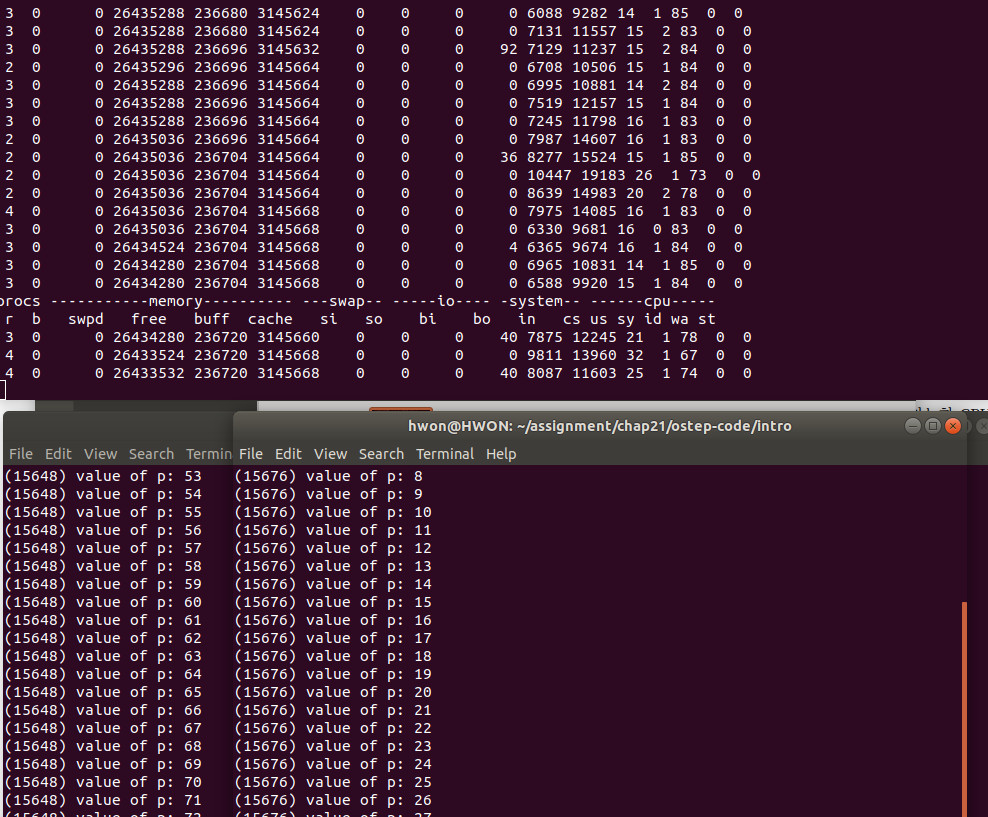 3 0 0 26435288 236680 3145624 0 0 0 0 6088 9282 14 1 85 0 0
3 0 0 26435288 236680 3145624 0 0 0 0 7131 11557 15 2 83 0 0
3 0 0 26435288 236696 3145632 0 0 0 92 7129 11237 15 2 83 0 0
2 0 0 26435296 236696 3145664 0 0 0 0 6708 10506 15 1 84 0 0
3 0 0 26435288 236696 3145664 0 0 0 0 6995 10881 14 2 84 0 0
3 0 0 26435288 236696 3145664 0 0 0 0 7519 12157 15 1 84 0 0
3 0 0 26435288 236696 3145664 0 0 0 0 7245 11798 16 1 83 0 0
2 0 0 26435036 236696 3145664 0 0 0 0 7987 14607 16 1 83 0 0
2 0 0 26435036 236704 3145664 0 0 0 36 8277 15524 15 1 85 0 0
2 0 0 26435036 236704 3145664 0 0 0 0 10447 19183 26 1 73 0 0
2 0 0 26435036 236704 3145664 0 0 0 0 8639 14983 20 2 78 0 0
4 0 0 26435036 236704 3145668 0 0 0 0 7975 14085 16 1 83 0 0
3 0 0 26435036 236704 3145668 0 0 0 0 6330 9681 16 0 83 0 0
3 0 0 26434524 236704 3145668 0 0 0 4 6365 9674 16 1 84 0 0
3 0 0 26434280 236704 3145668 0 0 0 0 6965 10831 14 1 85 0 0
3 0 0 26434280 236704 3145668 0 0 0 0 6588 9920 15 1 84 0 0
procs -----------memory---------- ---swap-- -----io---- -system-- ------cpu-----
r b swpd free buff cache si so bi bo in cs us sy id wa st
3 0 0 26434280 236720 3145660 0 0 0 40 7875 12245 21 1 78 0 0
4 0 0 26433524 236720 3145668 0 0 0 0 9811 13960 32 1 67 0 0
4 0 0 26433532 236720 3145668 0 0 0 40 8087 11603 25 1 74 0 0
hwon@HWON: ~/assignment/chap21/ostep-code/intro
File Edit View Search Termin
File Edit View Search Terminal Help
(15648) value of p: 53
(15648) value of p: 54
(15648) value of p: 55
(15648) value of p: 56
(15648) value of p: 57
(15648) value of p: 58
(15648) value of p: 59
(15648) value of p: 60
(15648) value of p: 61
(15648) value of p: 62
(15648) value of p: 63
(15648) value of p: 64
(15648) value of p: 65
(15648) value of p: 66
(15648) value of p: 67
(15648) value of p: 68
(15648) value of p: 69
(15648) value of p: 70
(15648) value of p: 71
(15648) value of p: 72
(15676) value of p: 8
(15676) value of p: 9
(15676) value of p: 10
(15676) value of p: 11
(15676) value of p: 12
(15676) value of p: 13
(15676) value of p: 14
(15676) value of p: 15
(15676) value of p: 16
(15676) value of p: 17
(15676) value of p: 18
(15676) value of p: 19
(15676) value of p: 20
(15676) value of p: 21
(15676) value of p: 22
(15676) value of p: 23
(15676) value of p: 24
(15676) value of p: 25
(15676) value of p: 26
(15676) value of p: 27